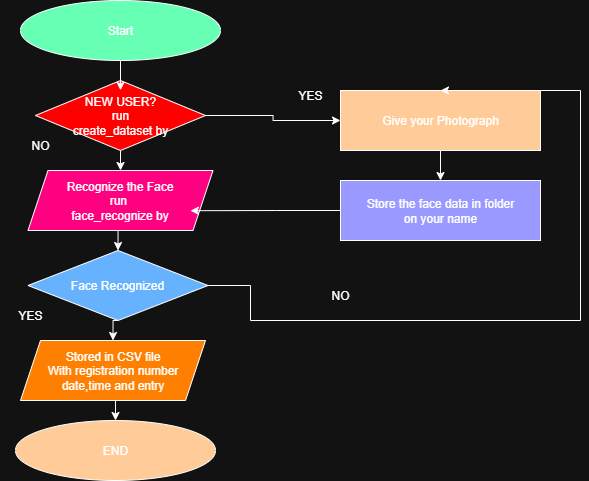 Start
NEW USER?
run
create_dataset by
YES
Give your Photograph
NO
Recognize the Face
run
face_recognize by
Store the face data in folder
on your name
Face Recognized
NO
YES
Stored in CSV file
With registration number
date,time and entry
END